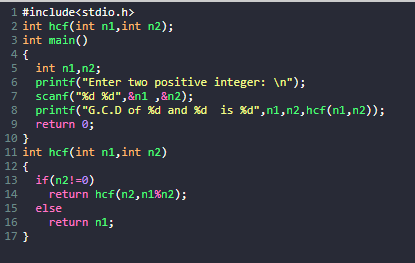 1 #include<stdio.h>
2 int hcf(int n1,int n2);
3 int main()
4 {
5   int n1,n2;
6   printf("Enter two positive integer: \n");
7   scanf("%d %d",&n1 ,&n2);
8   printf("G.C.D of %d and %d  is %d",n1,n2,hcf(n1,n2));
9   return 0;
10 }
11 int hcf(int n1,int n2)
12 {
13   if(n2!=0)
14     return hcf(n2,n1%n2);
15   else
16     return n1;
17 }